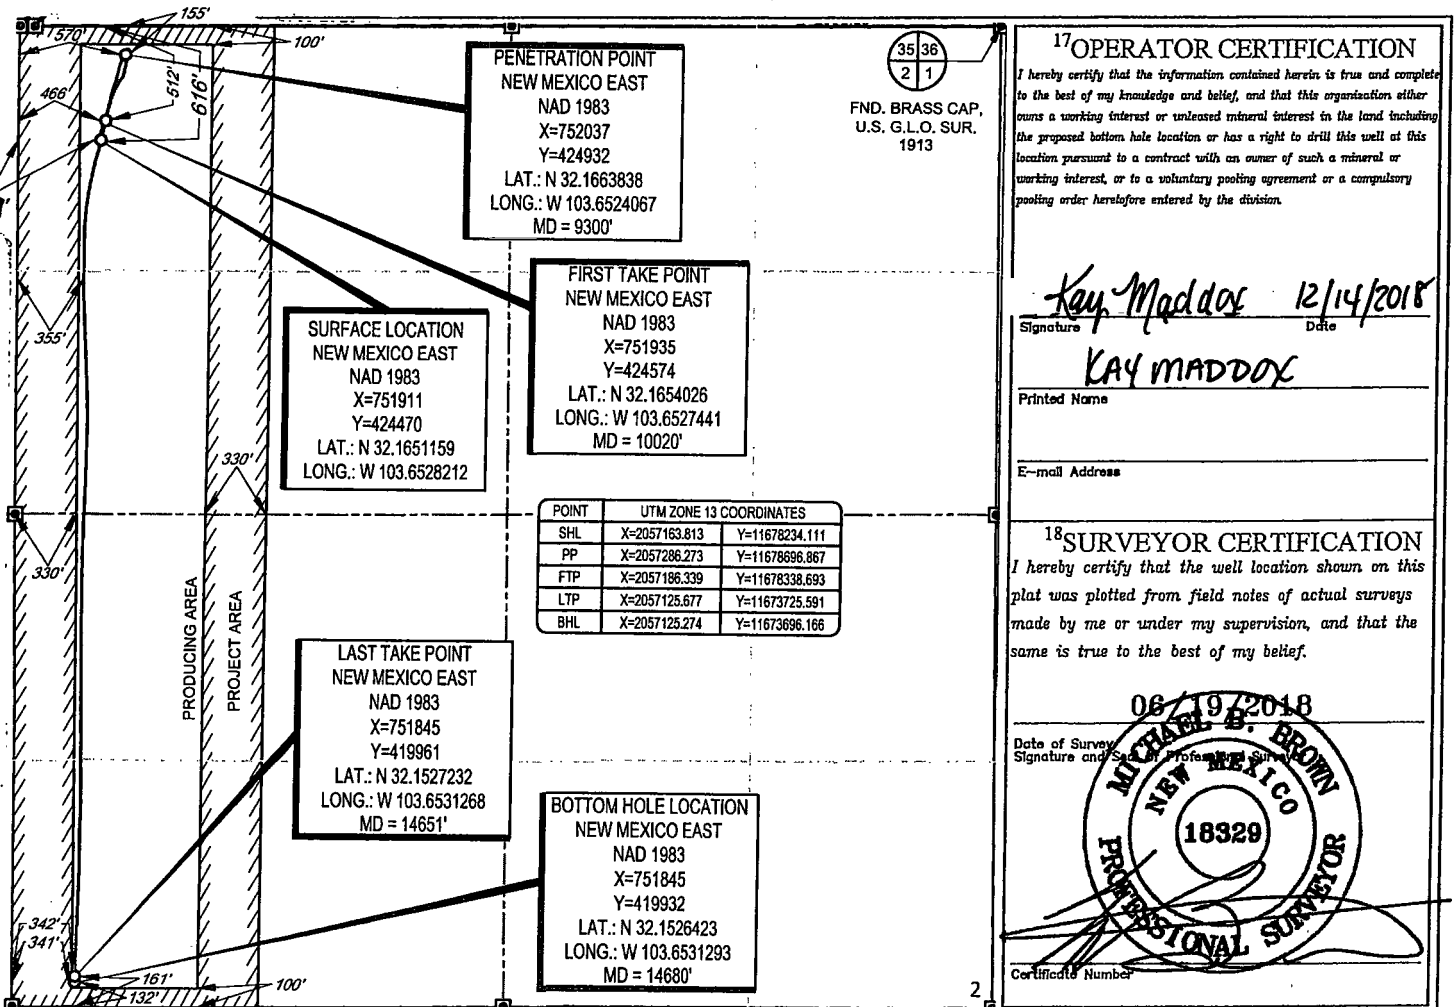 155'
570'
100'
512'
616'
466'
355'
330'
330'
PENETRATION POINT
NEW MEXICO EAST
NAD 1983
X=752037
Y=424932
LAT.: N 32.1663838
LONG.: W 103.6524067
MD = 9300'
35 36
2 1
FND. BRASS CAP,
U.S. G.L.O. SUR.
1913
FIRST TAKE POINT
NEW MEXICO EAST
NAD 1983
X=751935
Y=424574
LAT.: N 32.1654026
LONG.: W 103.6527441
MD = 10020'
SURFACE LOCATION
NEW MEXICO EAST
NAD 1983
X=751911
Y=424470
LAT.: N 32.1651159
LONG.: W 103.6528212
POINT UTM ZONE 13 COORDINATES
SHL X=2057163.813 Y=11678234.111
PP X=2057286.273 Y=11678696.867
FTP X=2057186.339 Y=11678338.693
LTP X=2057125.677 Y=11673725.591
BHL X=2057125.274 Y=11673696.166
PRODUCING AREA
PROJECT AREA
LAST TAKE POINT
NEW MEXICO EAST
NAD 1983
X=751845
Y=419961
LAT.: N 32.1527232
LONG.: W 103.6531268
MD = 14651'
BOTTOM HOLE LOCATION
NEW MEXICO EAST
NAD 1983
X=751845
Y=419932
LAT.: N 32.1526423
LONG.: W 103.6531293
MD = 14680'
342'
341'
161'
132'
100'
2
17 OPERATOR CERTIFICATION
I hereby certify that the information contained herein is true and complete
to the best of my knowledge and belief, and that this organization either
owns a working interest or unleased mineral interest in the land including
the proposed bottom hole location or has a right to drill this well at this
location pursuant to a contract with an owner of such a mineral or
working interest, or to a voluntary pooling agreement or a compulsory
pooling order heretofore entered by the division.
Kay Maddox 12/14/2018
Signature Date
KAY MADDOX
Printed Name
E-mail Address
18 SURVEYOR CERTIFICATION
I hereby certify that the well location shown on this
plat was plotted from field notes of actual surveys
made by me or under my supervision, and that the
same is true to the best of my belief.
06/19/2018
Date of Survey
Signature and Seal of Professional Surveyor
MICHAEL B. BROWN
NEW MEXICO
18329
PROFESSIONAL SURVEYOR
Certificate Number